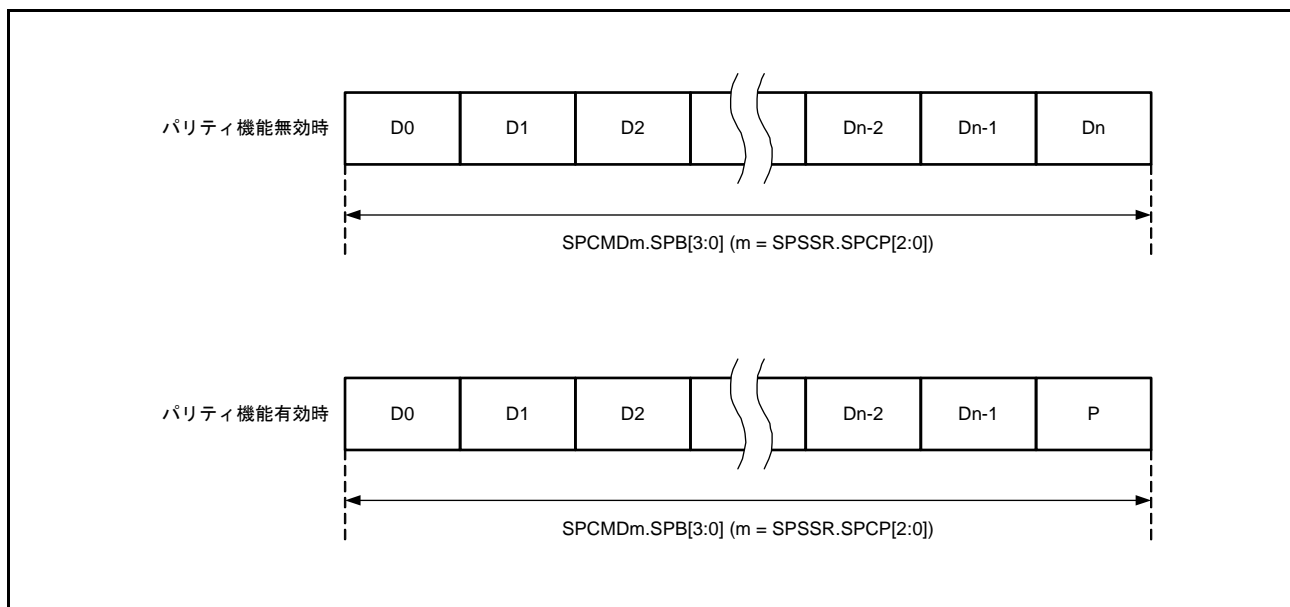 パリティ機能無効時 D0 D1 D2 Dn-2 Dn-1 Dn
SPCMDm.SPB[3:0] (m = SPSSR.SPCP[2:0])
パリティ機能有効時 D0 D1 D2 Dn-2 Dn-1 P
SPCMDm.SPB[3:0] (m = SPSSR.SPCP[2:0])